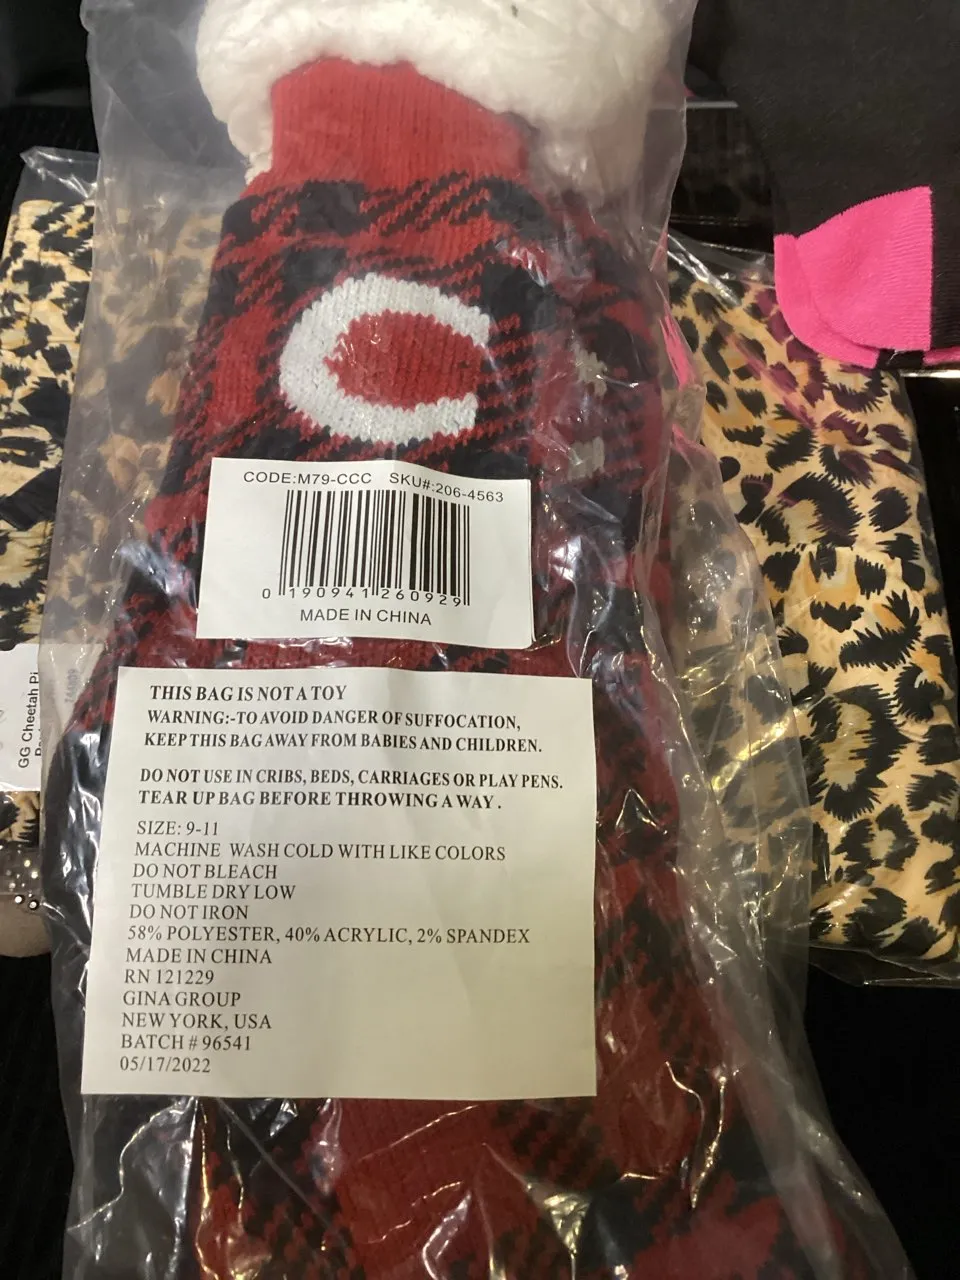 C
CODE:M79-CCC SKU#:206-4563
0 190941 260929
MADE IN CHINA
THIS BAG IS NOT A TOY
WARNING:-TO AVOID DANGER OF SUFFOCATION,
KEEP THIS BAG AWAY FROM BABIES AND CHILDREN.
DO NOT USE IN CRIBS, BEDS, CARRIAGES OR PLAY PENS.
TEAR UP BAG BEFORE THROWING A WAY .
SIZE: 9-11
MACHINE WASH COLD WITH LIKE COLORS
DO NOT BLEACH
TUMBLE DRY LOW
DO NOT IRON
58% POLYESTER, 40% ACRYLIC, 2% SPANDEX
MADE IN CHINA
RN 121229
GINA GROUP
NEW YORK, USA
BATCH # 96541
05/17/2022
GG Cheetah Pi